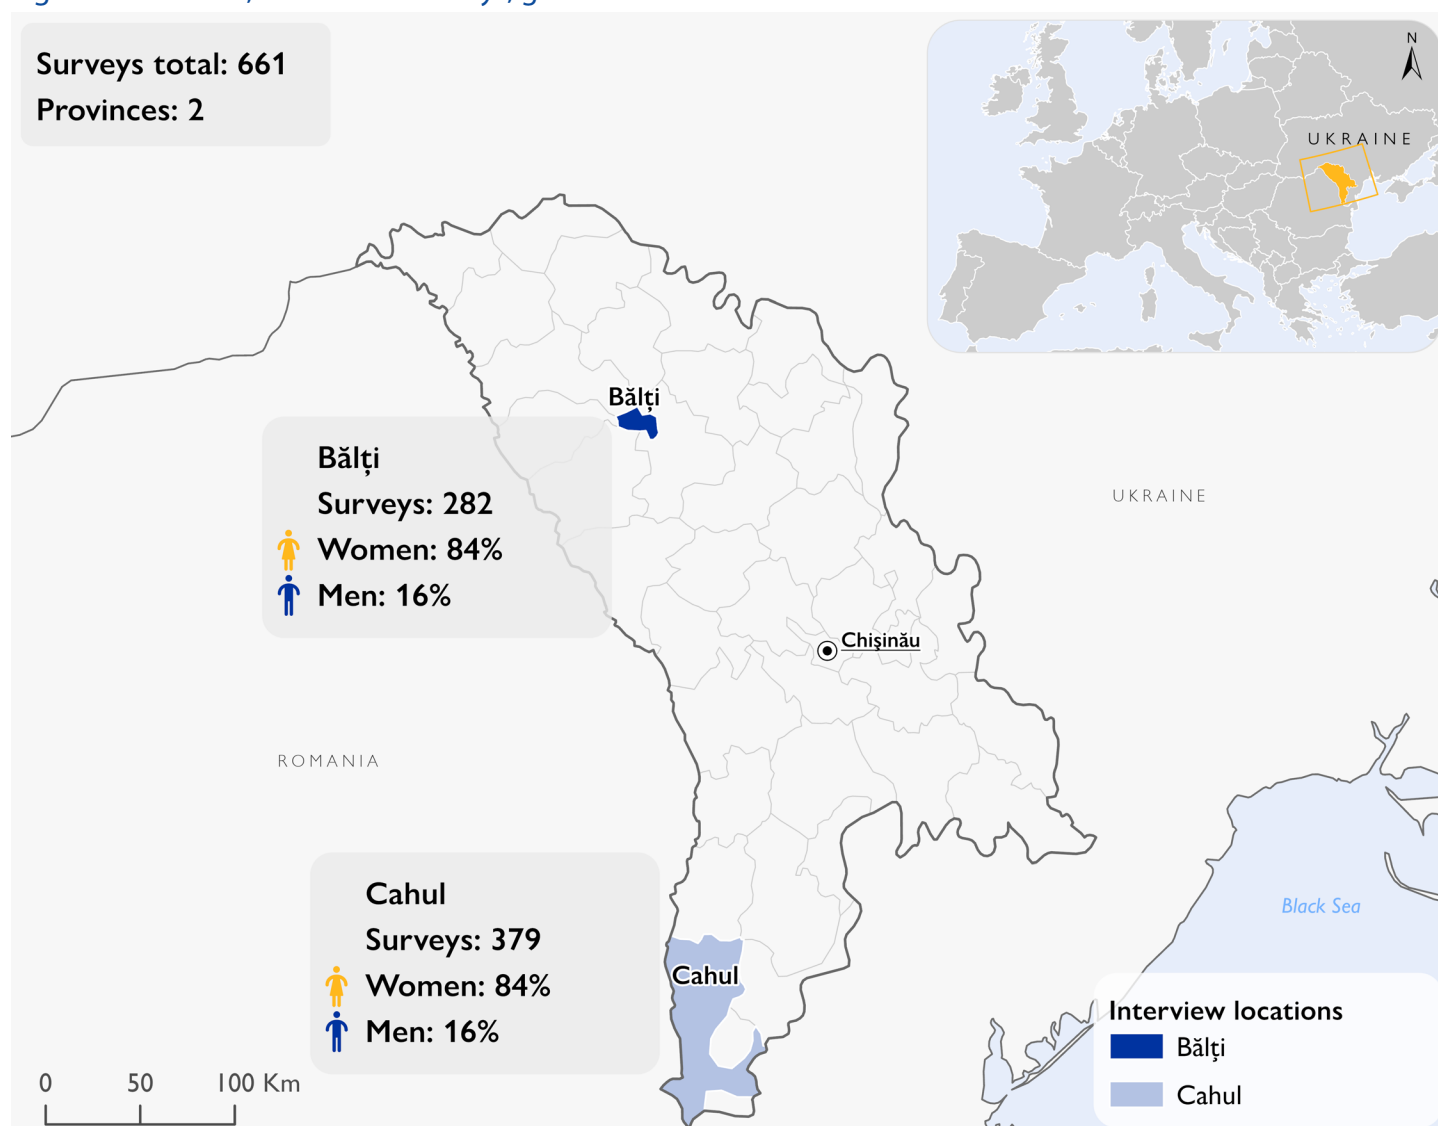 Surveys total: 661
Provinces: 2
N
UKRAINE
Bălți
Bălți
Surveys: 282
Women: 84%
Men: 16%
UKRAINE
Chişinău
ROMANIA
Cahul
Surveys: 379
Women: 84%
Men: 16%
Cahul
Black Sea
Interview locations
Bălți
Cahul
0 50 100 Km